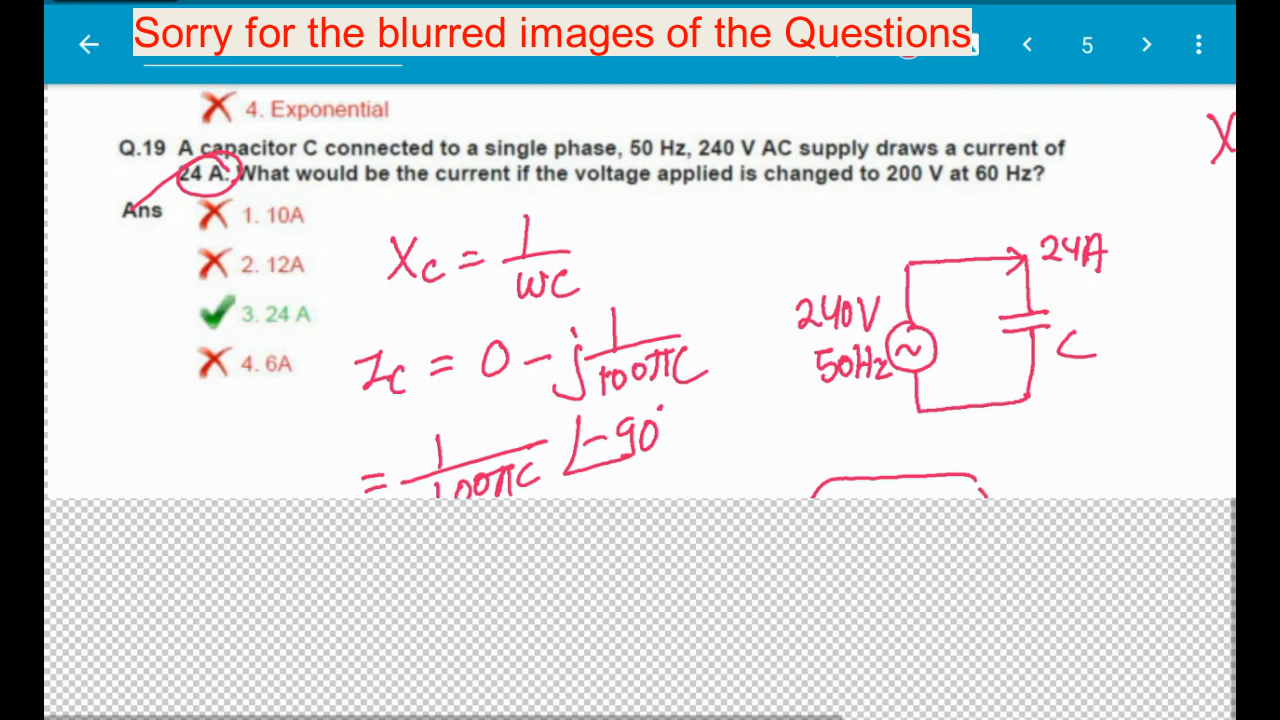 Sorry for the blurred images of the Questions
5
4. Exponential
Q.19 A capacitor C connected to a single phase, 50 Hz, 240 V AC supply draws a current of
24 A. What would be the current if the voltage applied is changed to 200 V at 60 Hz?
Ans
1. 10A
2. 12A
3. 24 A
4. 6A
X
Xc = 1/ωC
Zc = 0 - j 1/100πC
= 1/100πC ∠-90°
24A
240V
50Hz
C